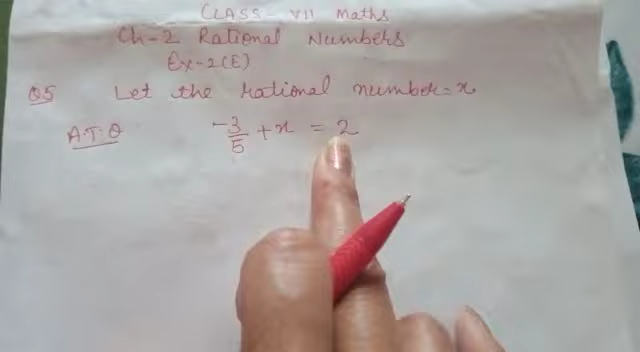 CLASS- VII Maths
Ch-2 Rational Numbers
Ex-2(E)
Q5 Let the rational number = x
A.T.Q -3/5 + x = 2